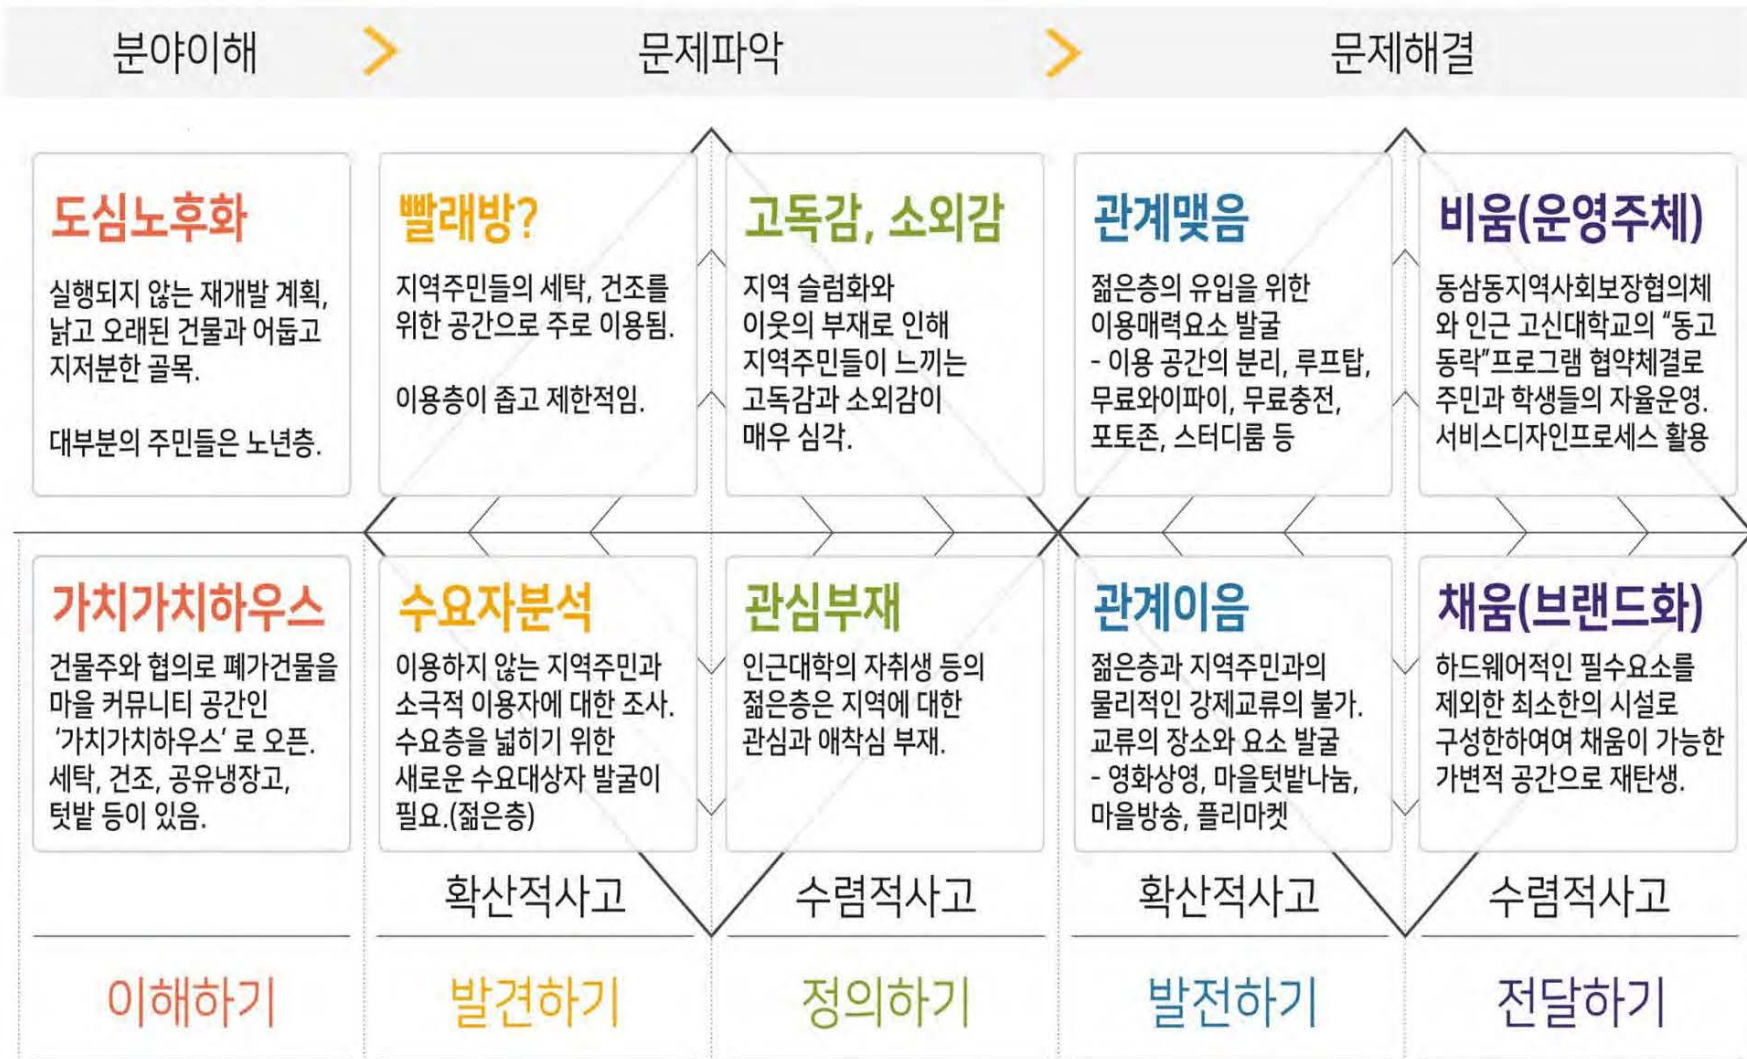 분야이해 > 문제파악 > 문제해결
도심노후화
실행되지 않는 재개발 계획,
낡고 오래된 건물과 어둡고
지저분한 골목.
대부분의 주민들은 노년층.
빨래방?
지역주민들의 세탁, 건조를
위한 공간으로 주로 이용됨.
이용층이 좁고 제한적임.
고독감, 소외감
지역 슬럼화와
이웃의 부재로 인해
지역주민들이 느끼는
고독감과 소외감이
매우 심각.
관계맺음
젊은층의 유입을 위한
이용매력요소 발굴
- 이용 공간의 분리, 루프탑,
무료와이파이, 무료충전,
포토존, 스터디룸 등
비움(운영주체)
동삼동지역사회보장협의체
와 인근 고신대학교의 "동고
동락"프로그램 협약체결로
주민과 학생들의 자율운영.
서비스디자인프로세스 활용
가치가치하우스
건물주와 협의로 폐가건물을
마을 커뮤니티 공간인
'가치가치하우스' 로 오픈.
세탁, 건조, 공유냉장고,
텃밭 등이 있음.
수요자분석
이용하지 않는 지역주민과
소극적 이용자에 대한 조사.
수요층을 넓히기 위한
새로운 수요대상자 발굴이
필요.(젊은층)
관심부재
인근대학의 자취생 등의
젊은층은 지역에 대한
관심과 애착심 부재.
관계이음
젊은층과 지역주민과의
물리적인 강제교류의 불가.
교류의 장소와 요소 발굴
- 영화상영, 마을텃밭나눔,
마을방송, 플리마켓
채움(브랜드화)
하드웨어적인 필수요소를
제외한 최소한의 시설로
구성한하여여 채움이 가능한
가변적 공간으로 재탄생.
확산적사고
수렴적사고
확산적사고
수렴적사고
이해하기
발견하기
정의하기
발전하기
전달하기